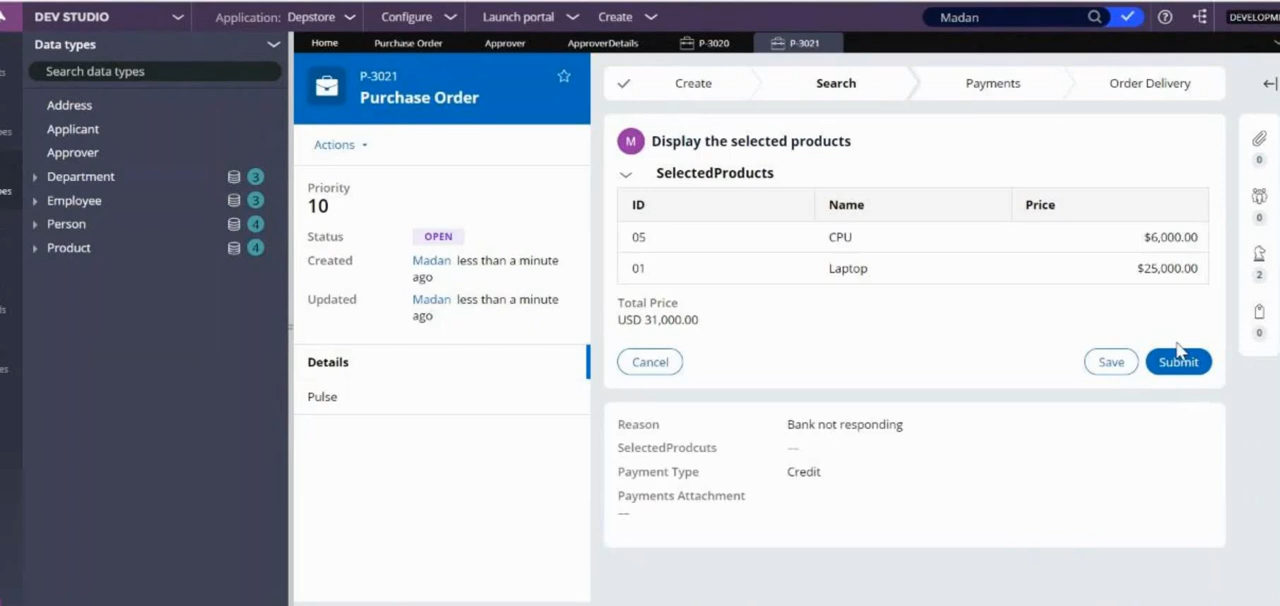 DEV STUDIO
Application: Depstore
Configure
Launch portal
Create
Madan
DEVELOPM
Data types
Search data types
Address
Applicant
Approver
Department 3
Employee 3
Person 4
Product 4
Home
Purchase Order
Approver
ApproverDetails
P-3020
P-3021
P-3021
Purchase Order
Actions
Priority
10
Status OPEN
Created Madan less than a minute
ago
Updated Madan less than a minute
ago
Details
Pulse
Create
Search
Payments
Order Delivery
M Display the selected products
SelectedProducts
ID Name Price
05 CPU $6,000.00
01 Laptop $25,000.00
Total Price
USD 31,000.00
Cancel
Save
Submit
Reason Bank not responding
SelectedProdcuts —
Payment Type Credit
Payments Attachment
—
0
0
2
0